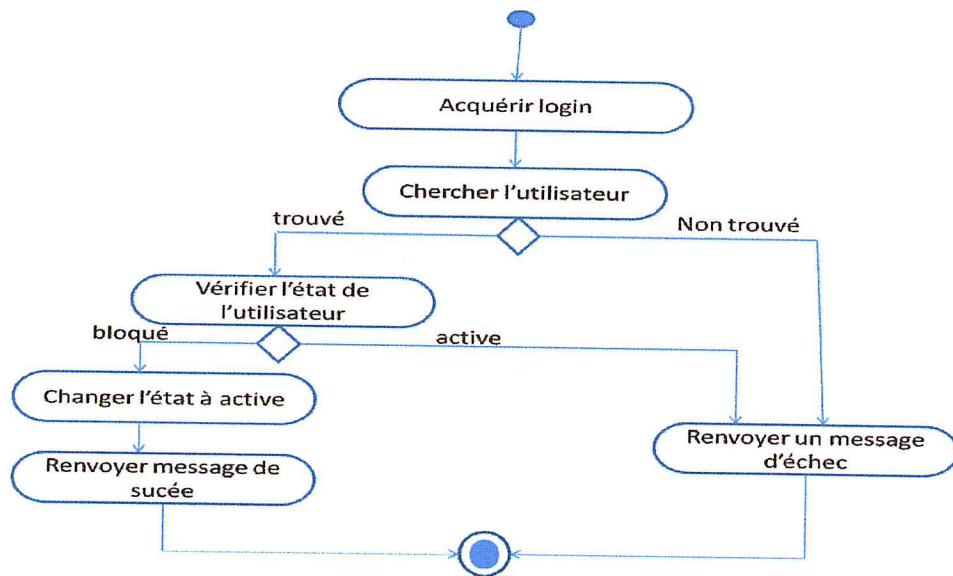 Acquérir login
Chercher l'utilisateur
trouvé
Non trouvé
Vérifier l'état de
l'utilisateur
bloqué
active
Changer l'état à active
Renvoyer un message
d'échec
Renvoyer message de
sucée